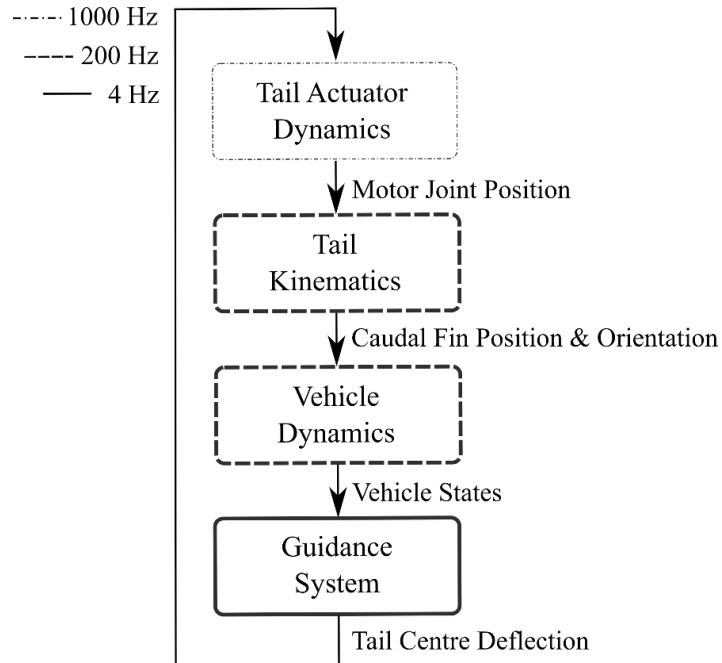 1000 Hz
200 Hz
4 Hz
Tail Actuator
Dynamics
Motor Joint Position
Tail
Kinematics
Caudal Fin Position & Orientation
Vehicle
Dynamics
Vehicle States
Guidance
System
Tail Centre Deflection